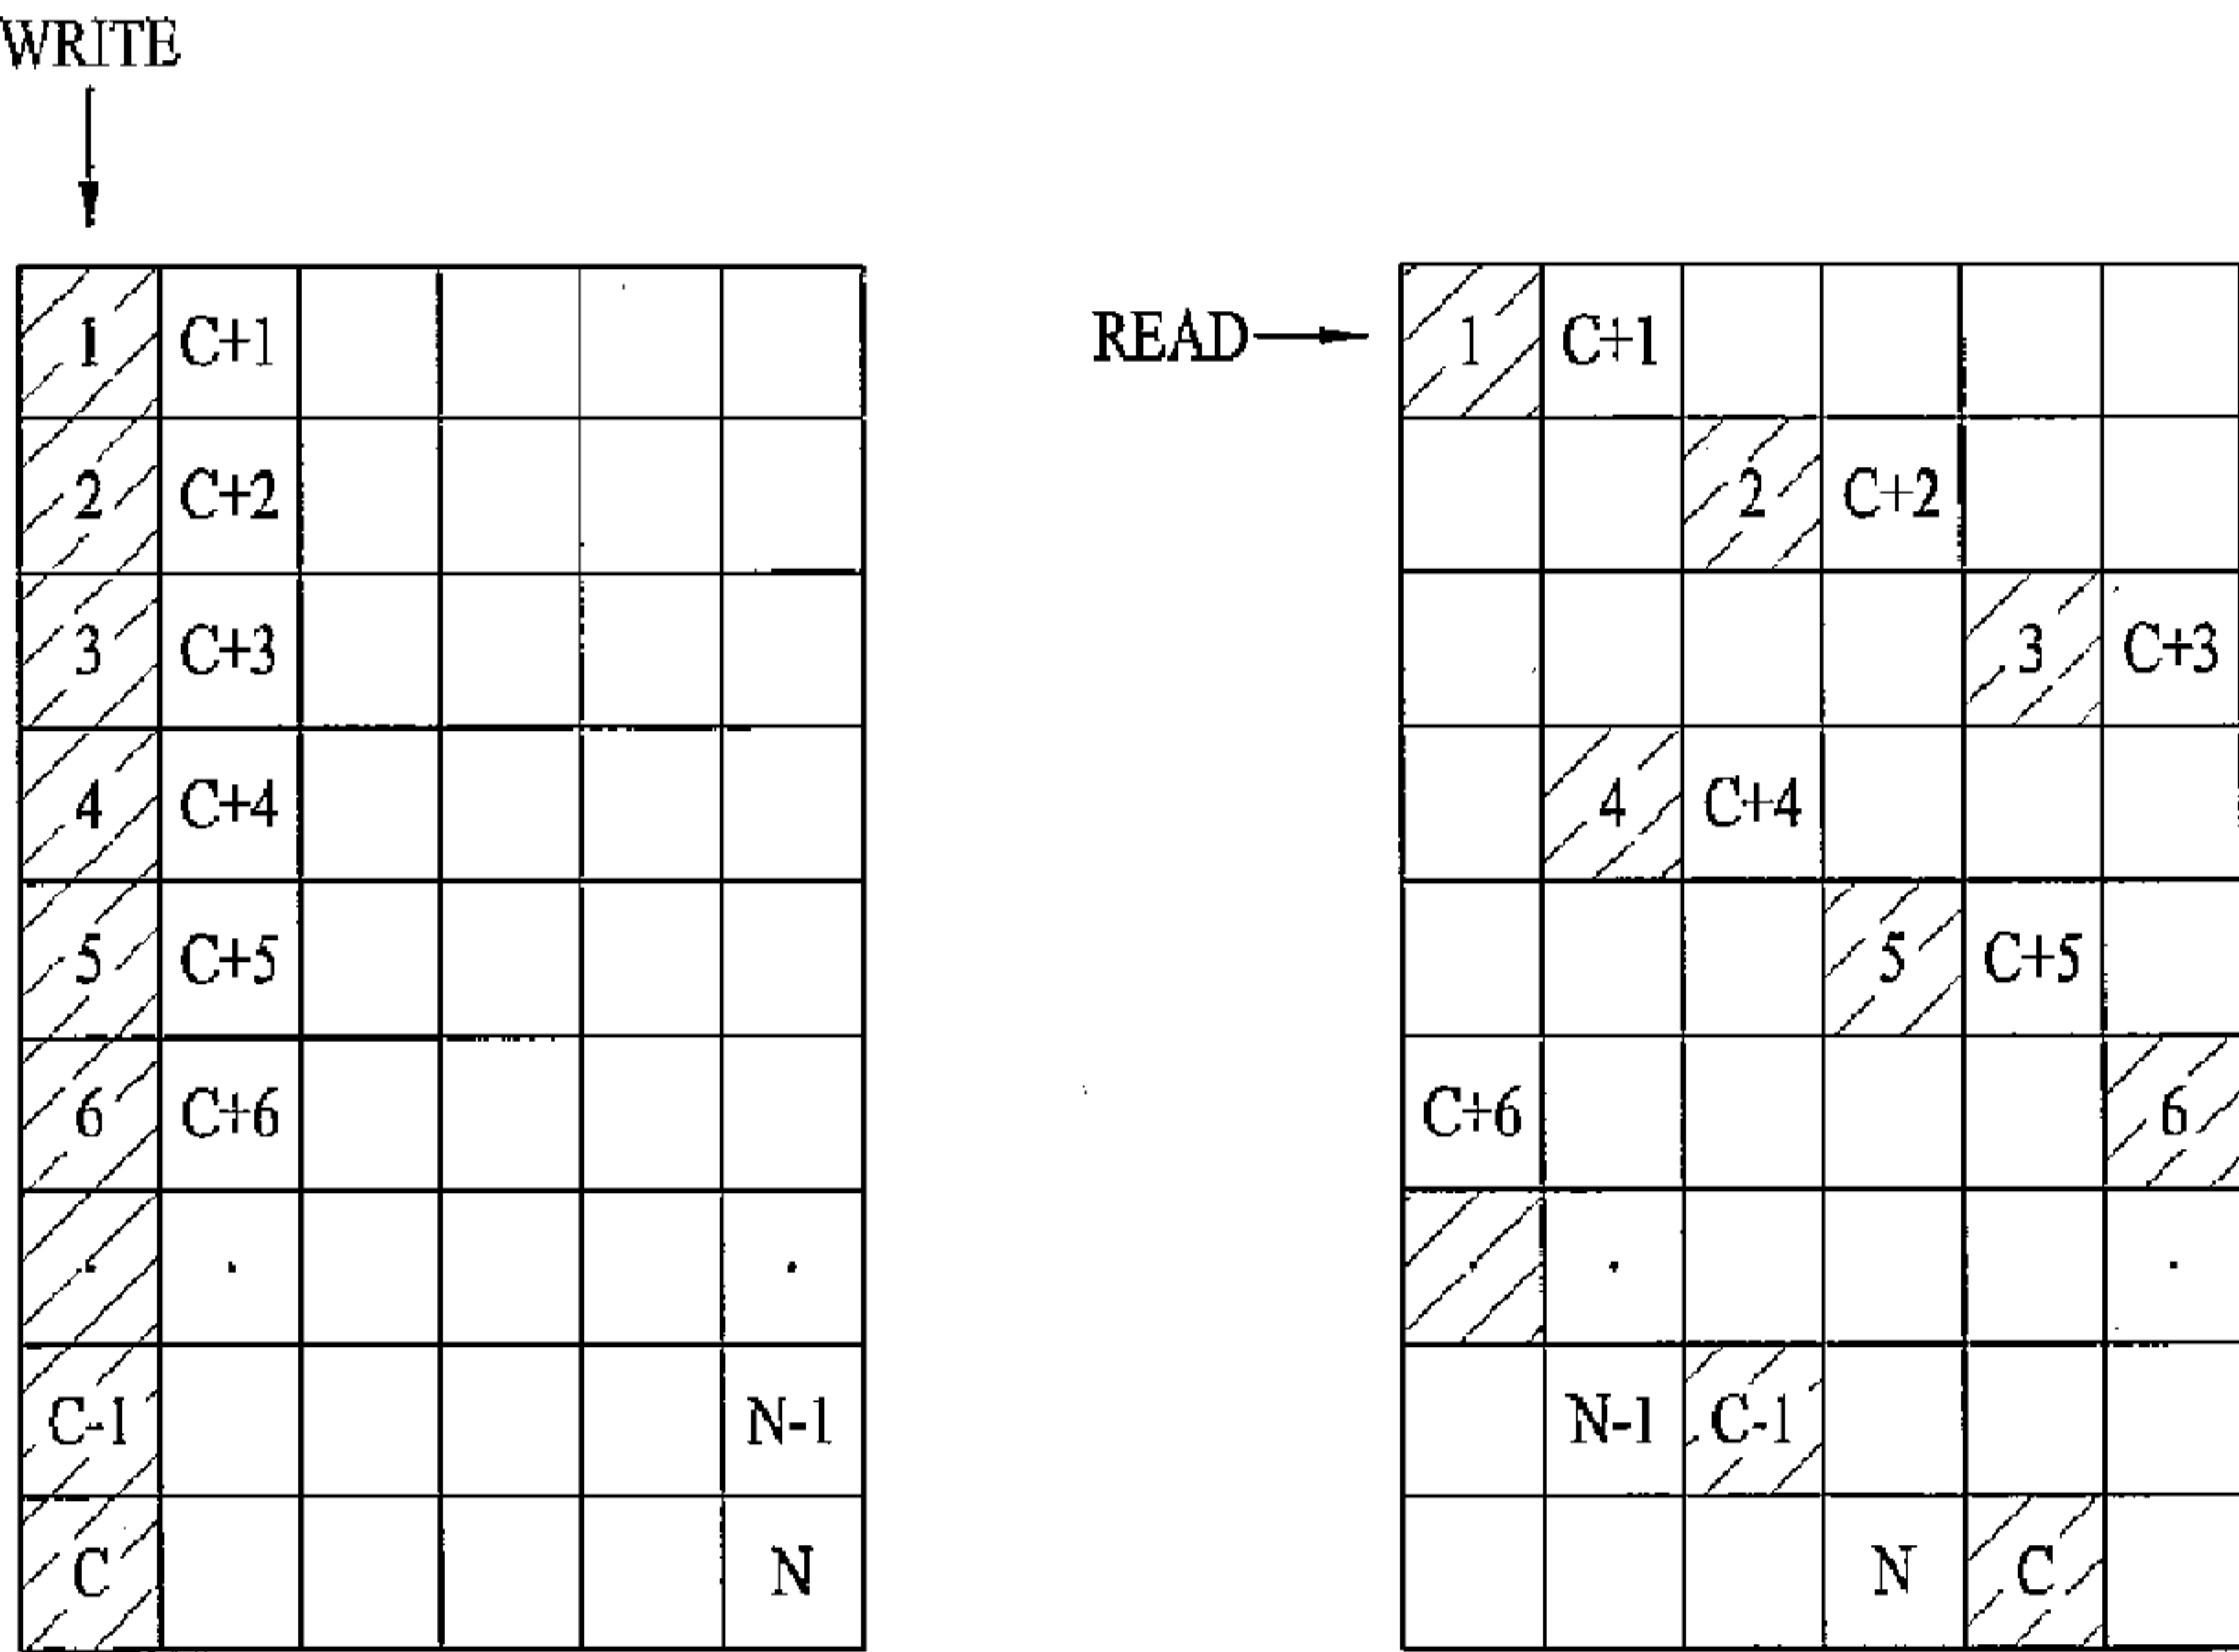 WRITE
1 C+1
2 C+2
3 C+3
4 C+4
5 C+5
6 C+6
. . .
C-1 N-1
C N
READ
1 C+1
2 C+2
3 C+3
4 C+4
5 C+5
C+6 6
. . .
N-1 C-1
N C